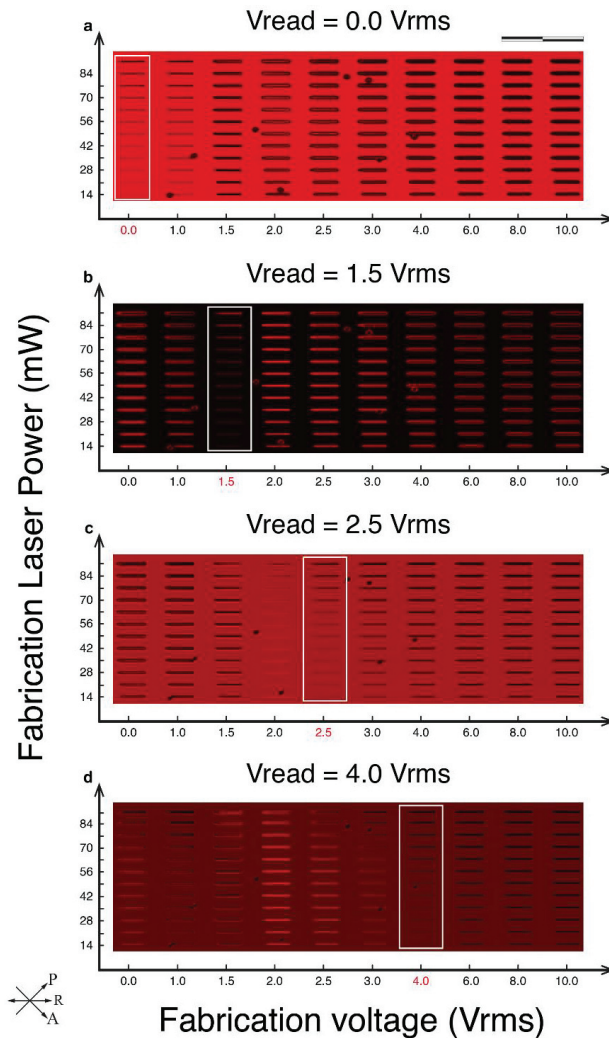 a
Vread = 0.0 Vrms
84
70
56
42
28
14
0.0 1.0 1.5 2.0 2.5 3.0 4.0 6.0 8.0 10.0
b
Vread = 1.5 Vrms
84
70
56
42
28
14
0.0 1.0 1.5 2.0 2.5 3.0 4.0 6.0 8.0 10.0
c
Vread = 2.5 Vrms
84
70
56
42
28
14
0.0 1.0 1.5 2.0 2.5 3.0 4.0 6.0 8.0 10.0
d
Vread = 4.0 Vrms
84
70
56
42
28
14
0.0 1.0 1.5 2.0 2.5 3.0 4.0 6.0 8.0 10.0
Fabrication Laser Power (mW)
P
R
A
Fabrication voltage (Vrms)